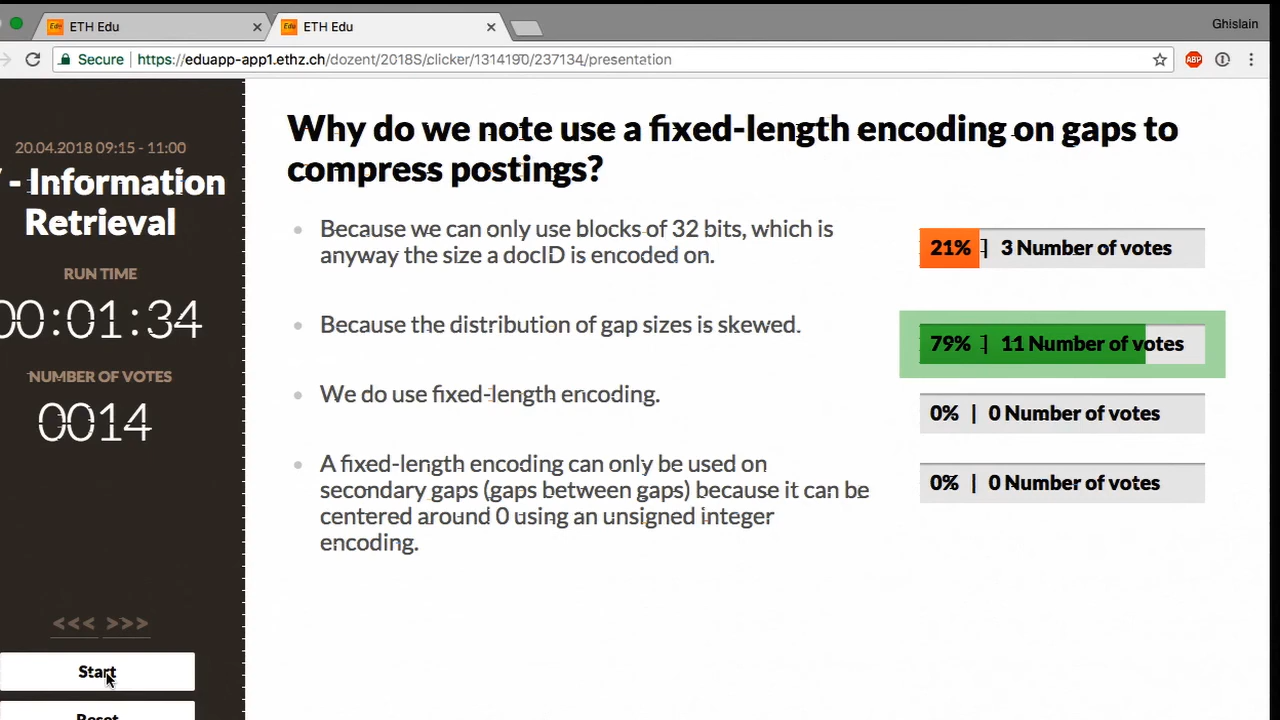 ETH Edu
ETH Edu
Ghislain
Secure
https://eduapp-app1.ethz.ch/dozent/2018S/clicker/1314190/237134/presentation
ABP
20.04.2018 09:15 - 11:00
- Information
Retrieval
RUN TIME
00:01:34
NUMBER OF VOTES
0014
<<< >>>
Start
Reset
Why do we note use a fixed-length encoding on gaps to
compress postings?
Because we can only use blocks of 32 bits, which is
anyway the size a docID is encoded on.
21% | 3 Number of votes
Because the distribution of gap sizes is skewed.
79% | 11 Number of votes
We do use fixed-length encoding.
0% | 0 Number of votes
A fixed-length encoding can only be used on
secondary gaps (gaps between gaps) because it can be
centered around 0 using an unsigned integer
encoding.
0% | 0 Number of votes